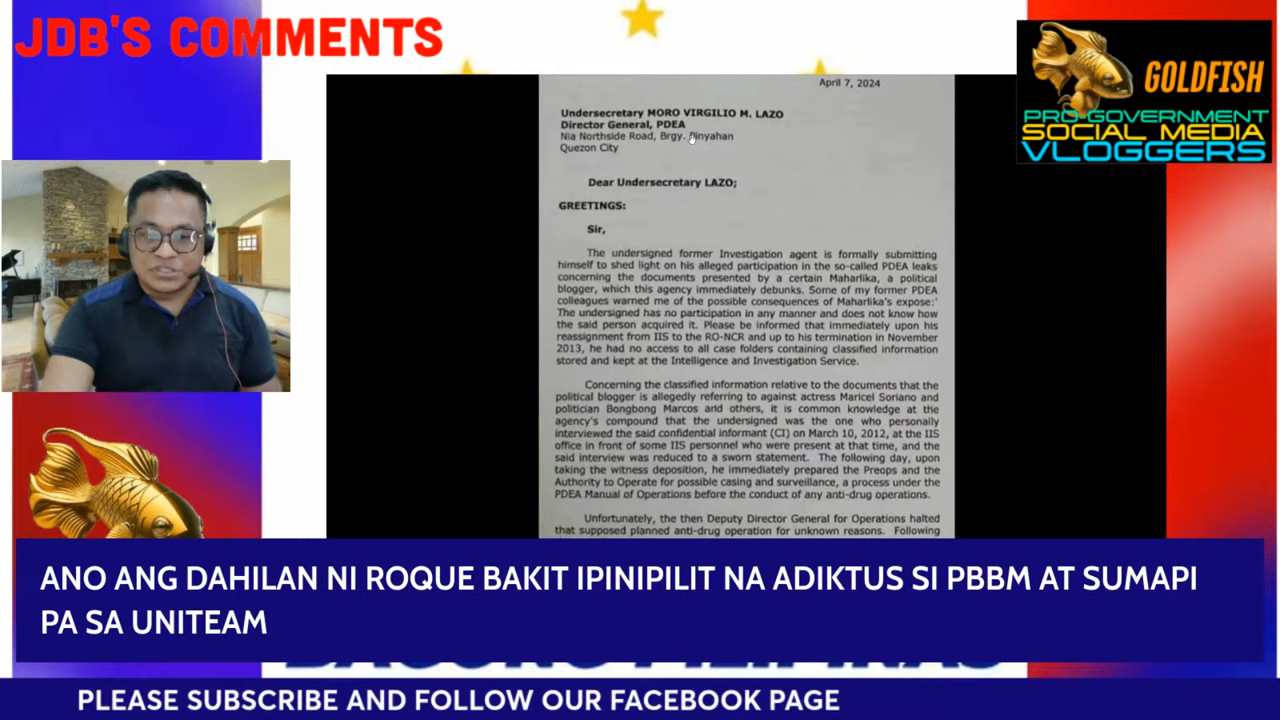 JDB'S COMMENTS
GOLDFISH
PRO-GOVERNMENT
SOCIAL MEDIA
VLOGGERS
April 7, 2024
Undersecretary MORO VIRGILIO M. LAZO
Director General, PDEA
Nia Northside Road, Brgy. Pinyahan
Quezon City
Dear Undersecretary LAZO;
GREETINGS:
Sir,
The undersigned former Investigation agent is formally submitting
himself to shed light on his alleged participation in the so-called PDEA leaks
concerning the documents presented by a certain Maharlika, a political
blogger, which this agency immediately debunks. Some of my former PDEA
colleagues warned me of the possible consequences of Maharlika's expose:'
The undersigned has no participation in any manner and does not know how
the said person acquired it. Please be informed that immediately upon his
reassignment from IIS to the RO-NCR and up to his termination in November
2013, he had no access to all case folders containing classified information
stored and kept at the Intelligence and Investigation Service.
Concerning the classified information relative to the documents that the
political blogger is allegedly referring to against actress Maricel Soriano and
politician Bongbong Marcos and others, it is common knowledge at the
agency's compound that the undersigned was the one who personally
interviewed the said confidential informant (CI) on March 10, 2012, at the IIS
office in front of some IIS personnel who were present at that time, and the
said interview was reduced to a sworn statement. The following day, upon
taking the witness deposition, he immediately prepared the Preops and the
Authority to Operate for possible casing and surveillance, a process under the
PDEA Manual of Operations before the conduct of any anti-drug operations.
Unfortunately, the then Deputy Director General for Operations halted
that supposed planned anti-drug operation for unknown reasons. Following
ANO ANG DAHILAN NI ROQUE BAKIT IPINIPILIT NA ADIKTUS SI PBBM AT SUMAPI
PA SA UNITEAM
PLEASE SUBSCRIBE AND FOLLOW OUR FACEBOOK PAGE